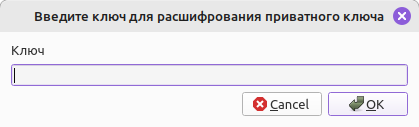 Введите ключ для расшифрования приватного ключа
Ключ
Cancel
OK